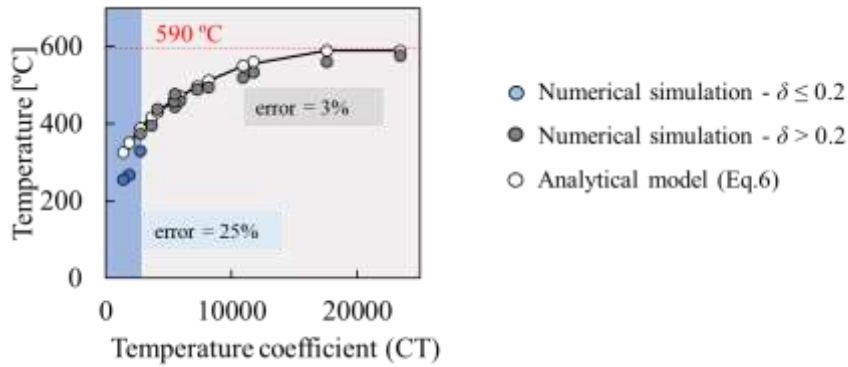 590 ºC
600
400
200
0
Temperature [ºC]
error = 3%
error = 25%
0
10000
20000
Temperature coefficient (CT)
Numerical simulation - δ ≤ 0.2
Numerical simulation - δ > 0.2
Analytical model (Eq.6)